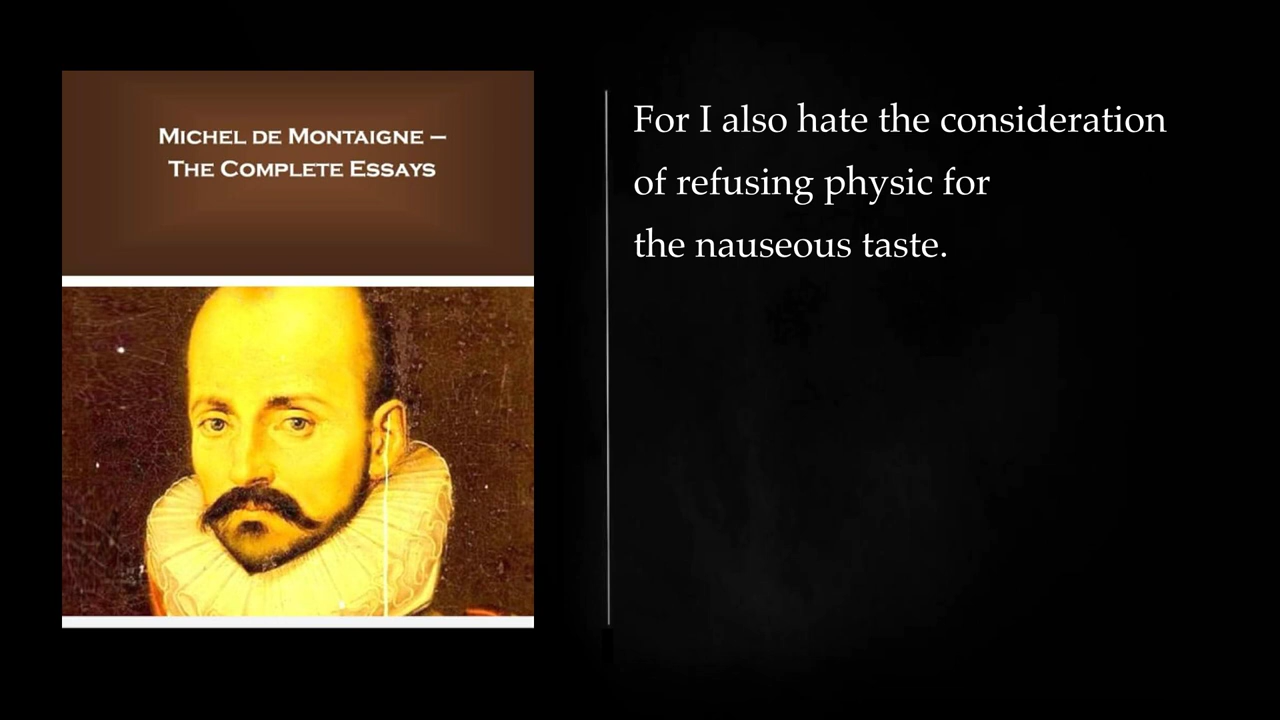 MICHEL DE MONTAIGNE –
THE COMPLETE ESSAYS
For I also hate the consideration
of refusing physic for
the nauseous taste.